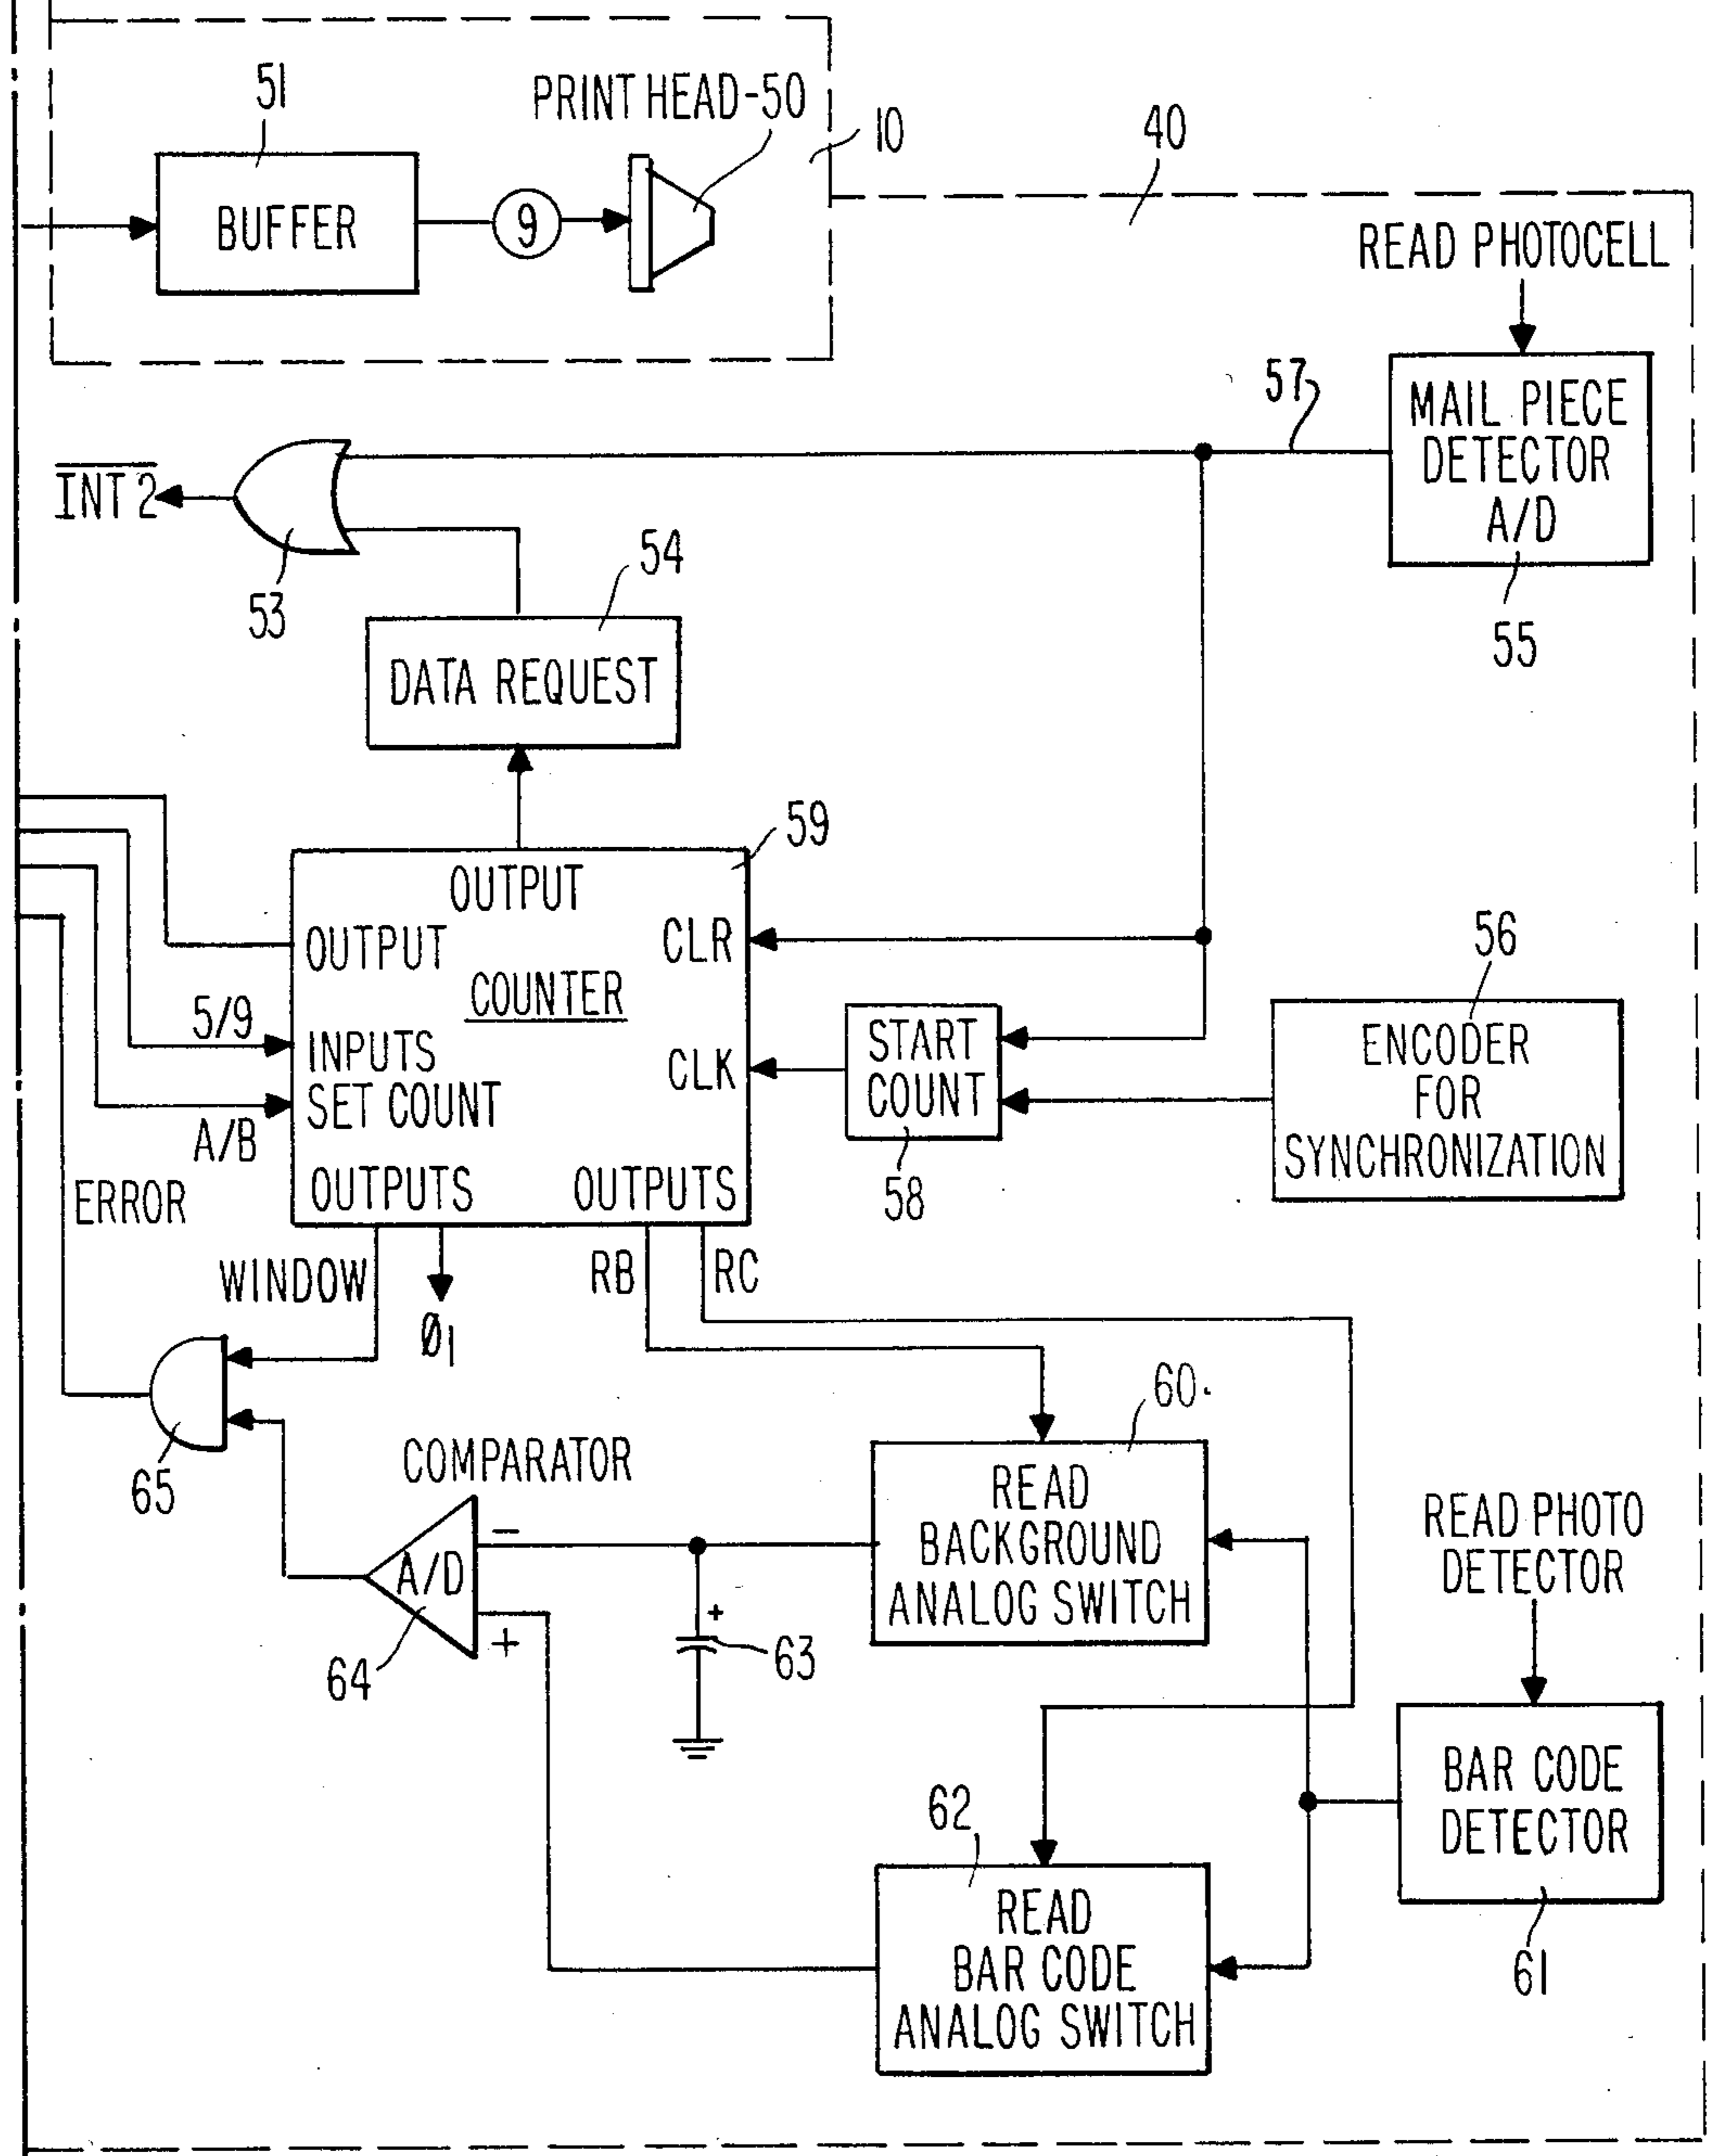 51
PRINT HEAD-50
10
40
BUFFER
9
READ PHOTOCELL
57
MAIL PIECE
DETECTOR
A/D
INT 2
53
54
55
DATA REQUEST
59
OUTPUT
OUTPUT
CLR
COUNTER
56
5/9
INPUTS
SET COUNT
CLK
START
COUNT
ENCODER
FOR
SYNCHRONIZATION
A/B
ERROR
OUTPUTS
OUTPUTS
58
WINDOW
Ø1
RB
RC
60
65
COMPARATOR
READ
BACKGROUND
ANALOG SWITCH
READ PHOTO
DETECTOR
A/D
−
+
+
64
63
62
BAR CODE
DETECTOR
READ
BAR CODE
ANALOG SWITCH
61